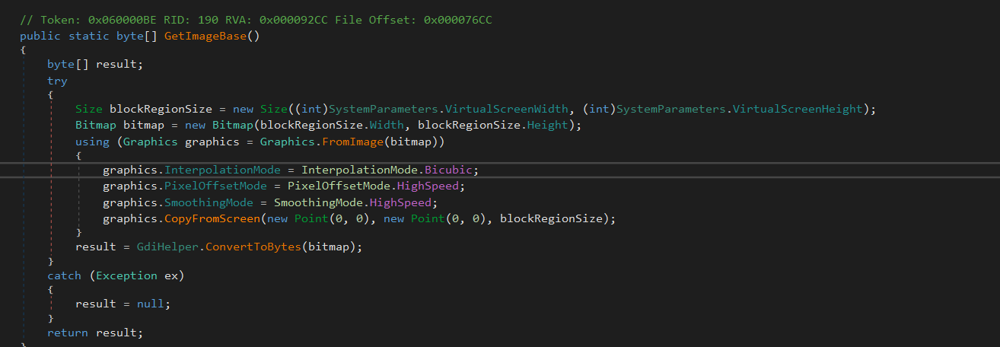 // Token: 0x060000BE RID: 190 RVA: 0x000092CC File Offset: 0x000076CC
public static byte[] GetImageBase()
{
byte[] result;
try
{
Size blockRegionSize = new Size((int)SystemParameters.VirtualScreenWidth, (int)SystemParameters.VirtualScreenHeight);
Bitmap bitmap = new Bitmap(blockRegionSize.Width, blockRegionSize.Height);
using (Graphics graphics = Graphics.FromImage(bitmap))
{
graphics.InterpolationMode = InterpolationMode.Bicubic;
graphics.PixelOffsetMode = PixelOffsetMode.HighSpeed;
graphics.SmoothingMode = SmoothingMode.HighSpeed;
graphics.CopyFromScreen(new Point(0, 0), new Point(0, 0), blockRegionSize);
}
result = GdiHelper.ConvertToBytes(bitmap);
}
catch (Exception ex)
{
result = null;
}
return result;
}